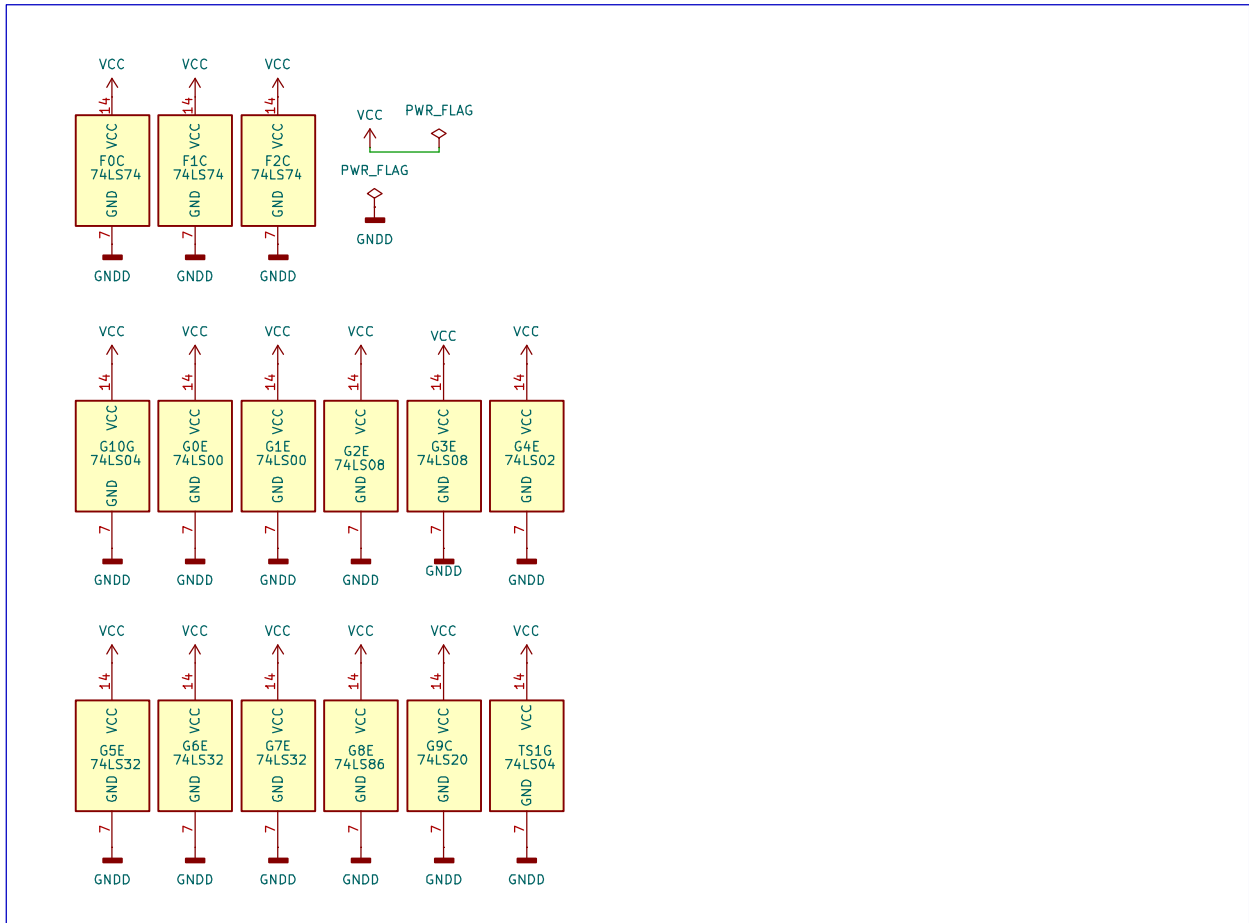 VCC VCC VCC
VCC PWR_FLAG
14 14 14
VCC VCC VCC
F0C F1C F2C
74LS74 74LS74 74LS74
PWR_FLAG
GND GND GND
7 7 7
GNDD
GNDD GNDD GNDD
VCC VCC VCC VCC VCC VCC
14 14 14 14 14 14
VCC VCC VCC VCC VCC VCC
G10G G0E G1E G2E G3E G4E
74LS04 74LS00 74LS00 74LS08 74LS08 74LS02
GND GND GND GND GND GND
7 7 7 7 7 7
GNDD GNDD GNDD GNDD GNDD GNDD
VCC VCC VCC VCC VCC VCC
14 14 14 14 14 14
VCC VCC VCC VCC VCC VCC
G5E G6E G7E G8E G9C TS1G
74LS32 74LS32 74LS32 74LS86 74LS20 74LS04
GND GND GND GND GND GND
7 7 7 7 7 7
GNDD GNDD GNDD GNDD GNDD GNDD